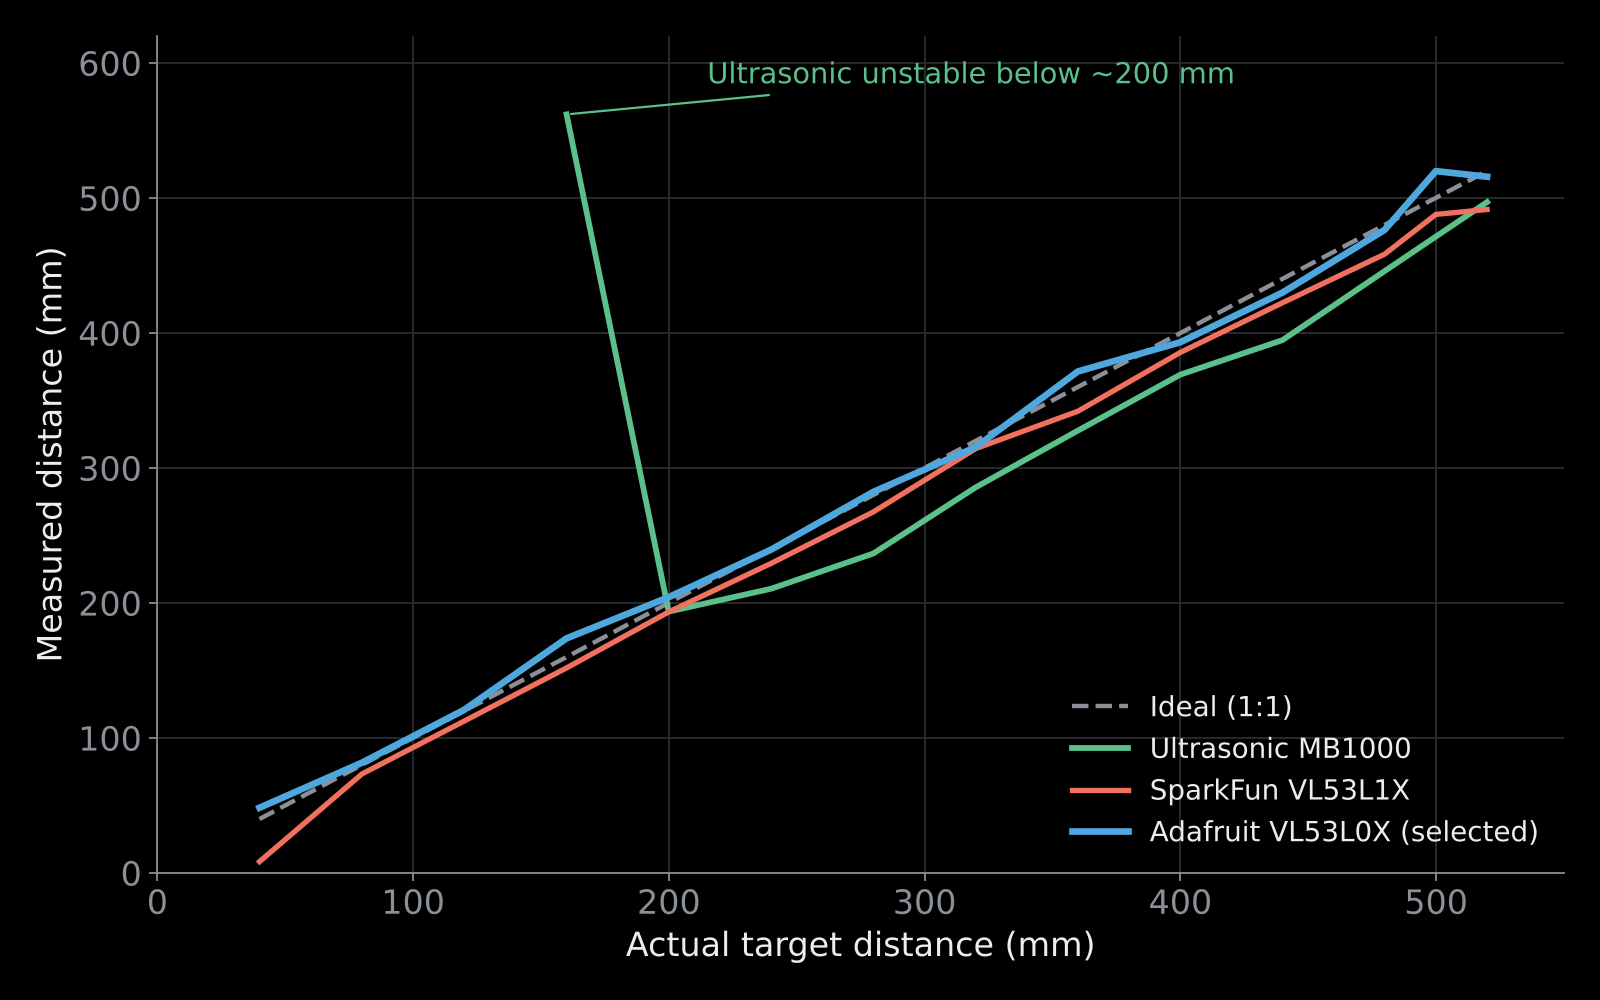 Ultrasonic unstable below ~200 mm
600
500
400
300
200
100
0
Measured distance (mm)
0 100 200 300 400 500
Actual target distance (mm)
Ideal (1:1)
Ultrasonic MB1000
SparkFun VL53L1X
Adafruit VL53L0X (selected)